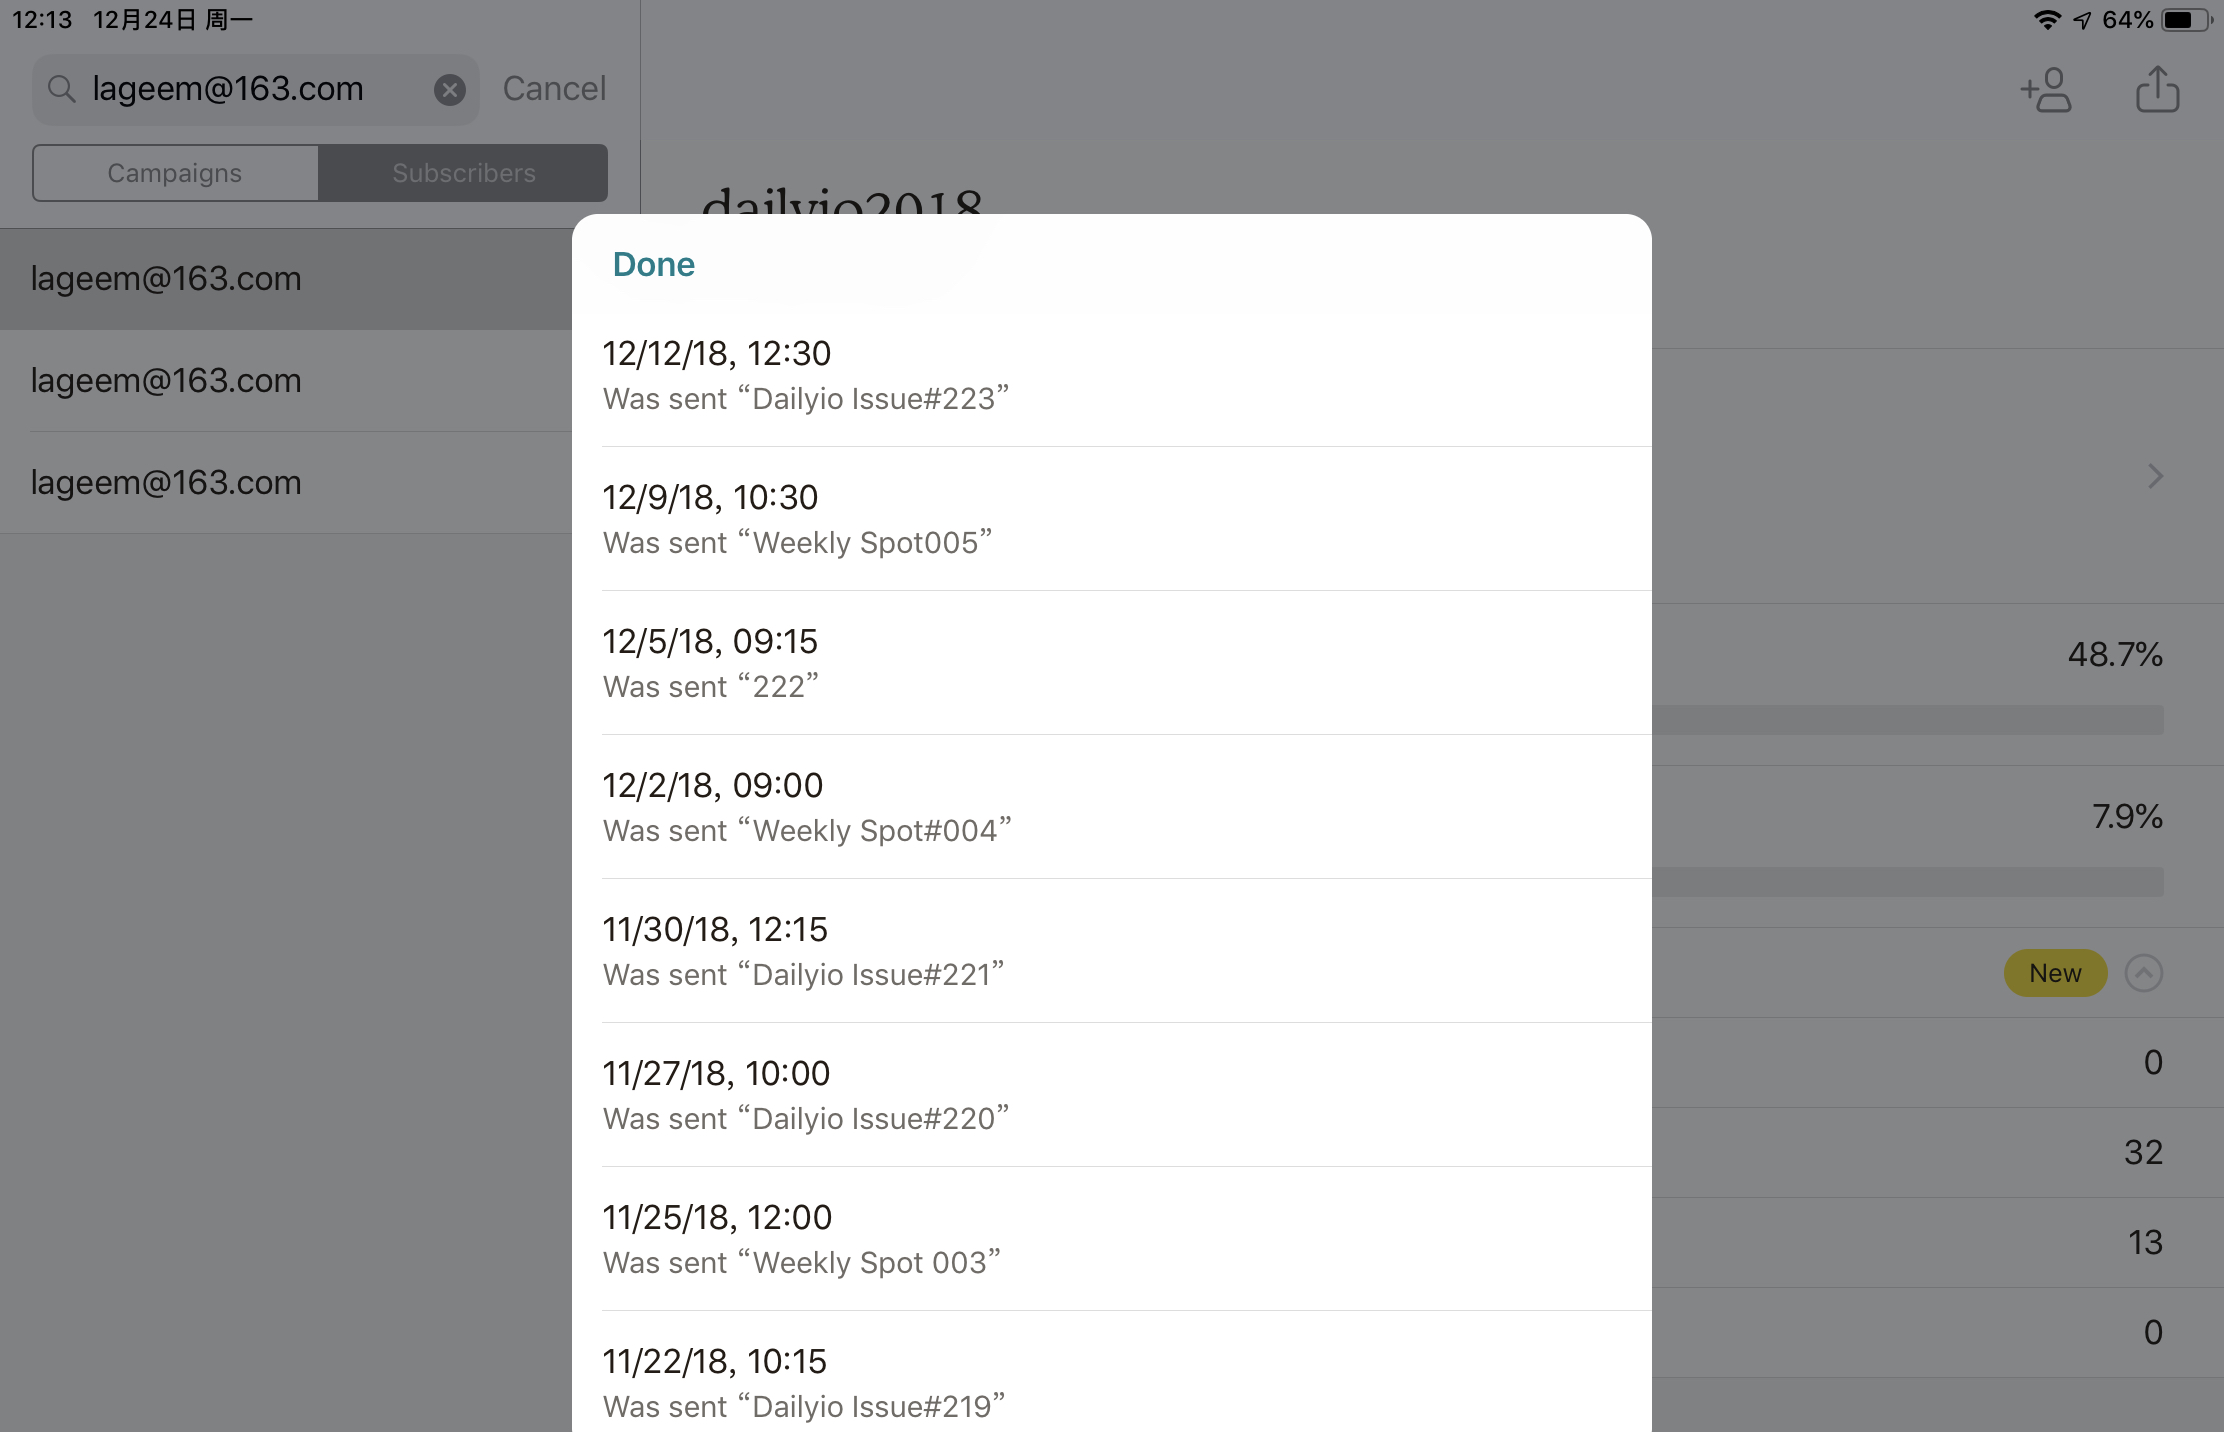 12:13 12月24日 周一
64%
lageem@163.com
Cancel
Campaigns
Subscribers
lageem@163.com
lageem@163.com
lageem@163.com
dailyio2018
Done
12/12/18, 12:30
Was sent “Dailyio Issue#223”
12/9/18, 10:30
Was sent “Weekly Spot005”
12/5/18, 09:15
Was sent “222”
12/2/18, 09:00
Was sent “Weekly Spot#004”
11/30/18, 12:15
Was sent “Dailyio Issue#221”
11/27/18, 10:00
Was sent “Dailyio Issue#220”
11/25/18, 12:00
Was sent “Weekly Spot 003”
11/22/18, 10:15
Was sent “Dailyio Issue#219”
48.7%
7.9%
New
0
32
13
0